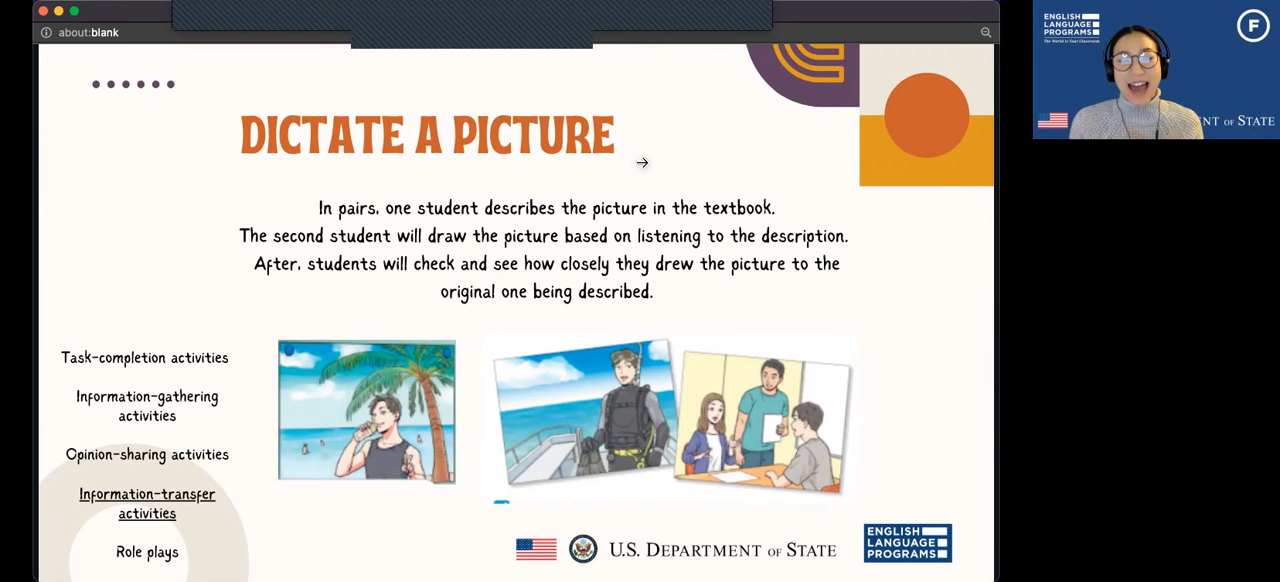 about:blank
DICTATE A PICTURE
In pairs, one student describes the picture in the textbook.
The second student will draw the picture based on listening to the description.
After, students will check and see how closely they drew the picture to the
original one being described.
Task-completion activities
Information-gathering
activities
Opinion-sharing activities
Information-transfer
activities
Role plays
U.S. DEPARTMENT OF STATE
ENGLISH
LANGUAGE
PROGRAMS
ENGLISH
LANGUAGE
PROGRAMS
The World is Your Classroom
F
NT OF STATE